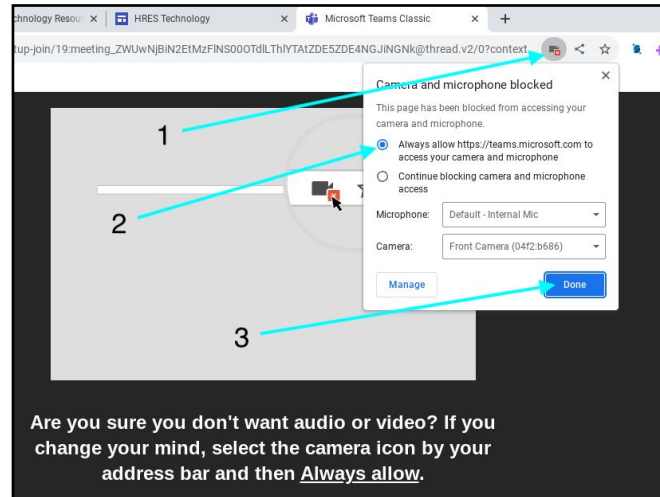 chnology Resour
HRES Technology
Microsoft Teams Classic
tup-join/19:meeting_ZWUwNjBiN2EtMzFlNS00OTdlLThlYTAtZDE5ZDE4NGJiNGNk@thread.v2/0?context
Camera and microphone blocked
This page has been blocked from accessing your
camera and microphone.
Always allow https://teams.microsoft.com to
access your camera and microphone
Continue blocking camera and microphone
access
Microphone: Default - Internal Mic
Camera: Front Camera (04f2:b686)
Manage Done
1
2
3
Are you sure you don't want audio or video? If you
change your mind, select the camera icon by your
address bar and then Always allow.